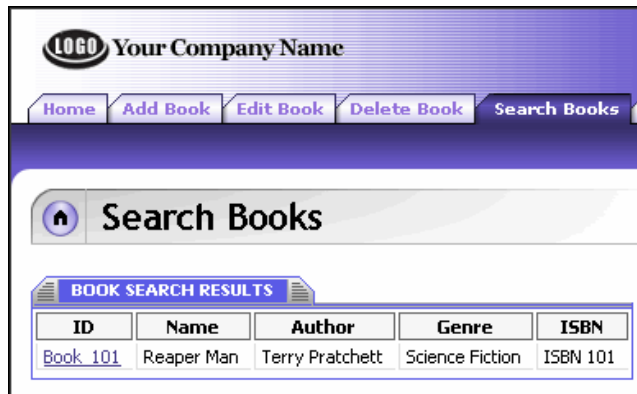 LOGO Your Company Name
Home Add Book Edit Book Delete Book Search Books
Search Books
BOOK SEARCH RESULTS
ID Name Author Genre ISBN
Book 101 Reaper Man Terry Pratchett Science Fiction ISBN 101